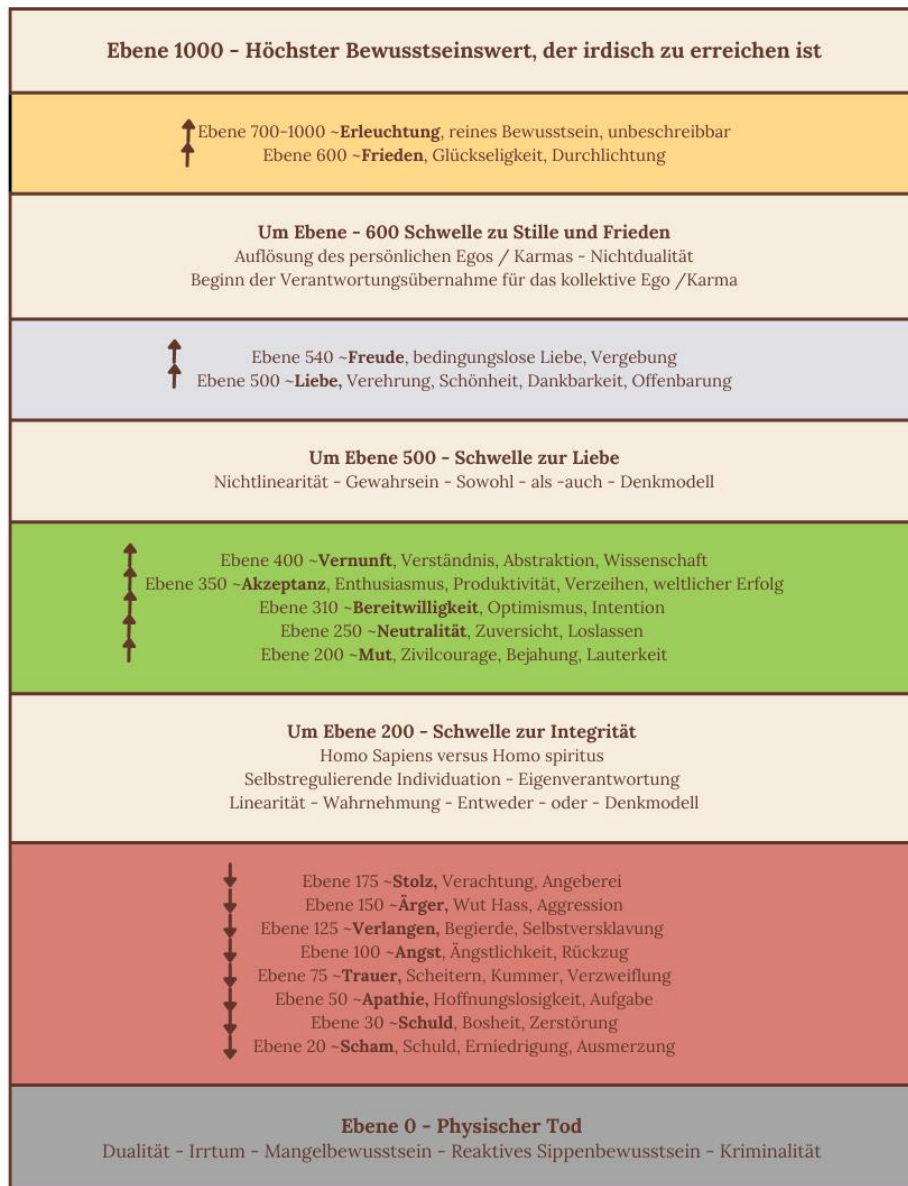 Ebene 1000 - Höchster Bewusstseinswert, der irdisch zu erreichen ist
Ebene 700-1000 ~Erleuchtung, reines Bewusstsein, unbeschreibbar
Ebene 600 ~Frieden, Glückseligkeit, Durchlichtung
Um Ebene - 600 Schwelle zu Stille und Frieden
Auflösung des persönlichen Egos / Karmas - Nichtdualität
Beginn der Verantwortungsübernahme für das kollektive Ego /Karma
Ebene 540 ~Freude, bedingungslose Liebe, Vergebung
Ebene 500 ~Liebe, Verehrung, Schönheit, Dankbarkeit, Offenbarung
Um Ebene 500 - Schwelle zur Liebe
Nichtlinearität - Gewahrsein - Sowohl - als -auch - Denkmodell
Ebene 400 ~Vernunft, Verständnis, Abstraktion, Wissenschaft
Ebene 350 ~Akzeptanz, Enthusiasmus, Produktivität, Verzeihen, weltlicher Erfolg
Ebene 310 ~Bereitwilligkeit, Optimismus, Intention
Ebene 250 ~Neutralität, Zuversicht, Loslassen
Ebene 200 ~Mut, Zivilcourage, Bejahung, Lauterkeit
Um Ebene 200 - Schwelle zur Integrität
Homo Sapiens versus Homo spiritus
Selbstregulierende Individuation - Eigenverantwortung
Linearität - Wahrnehmung - Entweder - oder - Denkmodell
Ebene 175 ~Stolz, Verachtung, Angeberei
Ebene 150 ~Ärger, Wut Hass, Aggression
Ebene 125 ~Verlangen, Begierde, Selbstversklavung
Ebene 100 ~Angst, Ängstlichkeit, Rückzug
Ebene 75 ~Trauer, Scheitern, Kummer, Verzweiflung
Ebene 50 ~Apathie, Hoffnungslosigkeit, Aufgabe
Ebene 30 ~Schuld, Bosheit, Zerstörung
Ebene 20 ~Scham, Schuld, Erniedrigung, Ausmerzung
Ebene 0 - Physischer Tod
Dualität - Irrtum - Mangelbewusstsein - Reaktives Sippenbewusstsein - Kriminalität